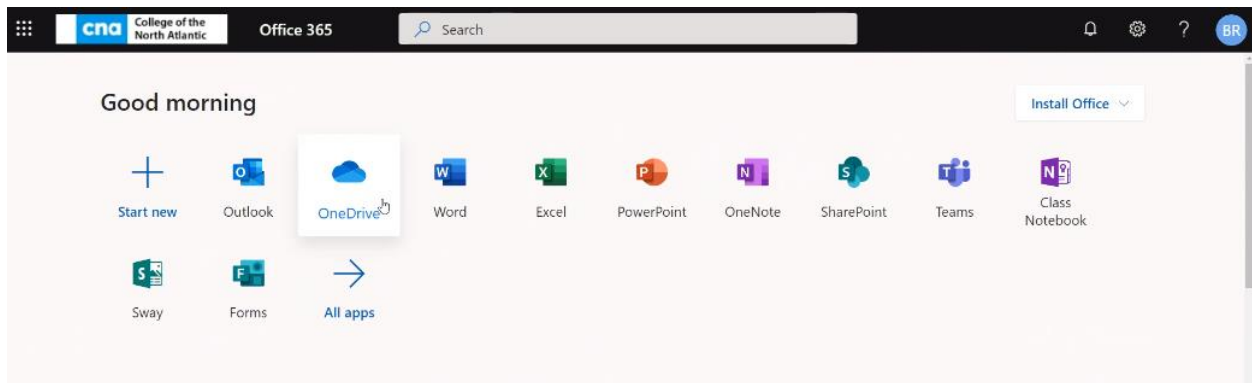 cna College of the
North Atlantic
Office 365
Search
?
BR
Good morning
Install Office
Start new
Outlook
OneDrive
Word
Excel
PowerPoint
OneNote
SharePoint
Teams
Class
Notebook
Sway
Forms
All apps